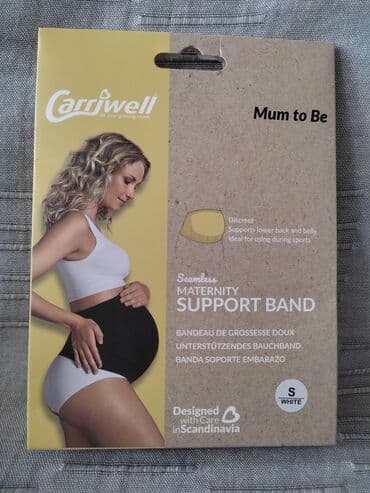 Carriwell
Mum to Be
Discreet
Supports lower back and belly
Ideal for using during sports
Seamless
MATERNITY
SUPPORT BAND
BANDEAU DE GROSSESSE DOUX
UNTERSTÜTZENDES BAUCHBAND
BANDA SOPORTE EMBARAZO
S
WHITE
Designed
with Care
in Scandinavia